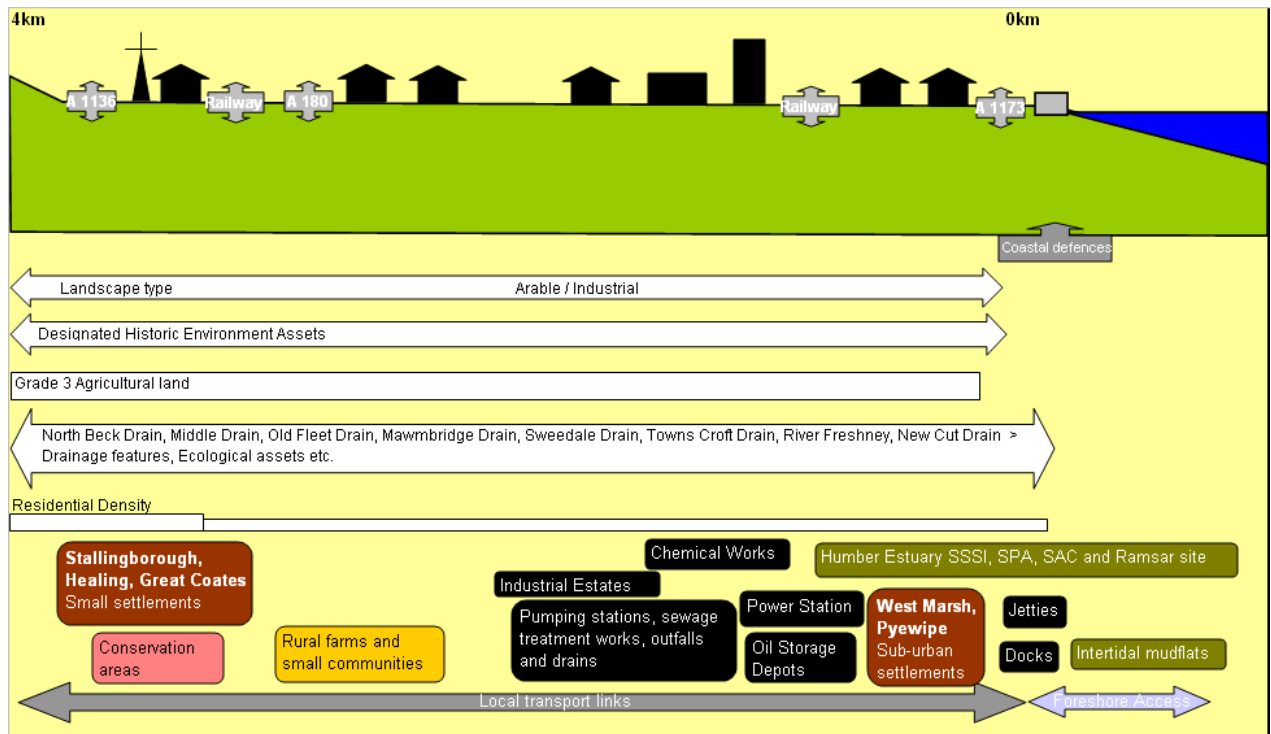 4km
0km
A 1136
Railway
A 180
Railway
A 1173
Coastal defences
Landscape type
Arable / Industrial
Designated Historic Environment Assets
Grade 3 Agricultural land
North Beck Drain, Middle Drain, Old Fleet Drain, Mawmbridge Drain, Sweedale Drain, Towns Croft Drain, River Freshney, New Cut Drain >
Drainage features, Ecological assets etc.
Residential Density
Stallingborough,
Healing, Great Coates
Small settlements
Conservation
areas
Rural farms and
small communities
Industrial Estates
Chemical Works
Pumping stations, sewage
treatment works, outfalls
and drains
Power Station
Oil Storage
Depots
Humber Estuary SSSI, SPA, SAC and Ramsar site
West Marsh,
Pyewipe
Sub-urban
settlements
Jetties
Docks
Intertidal mudflats
Local transport links
Foreshore Access